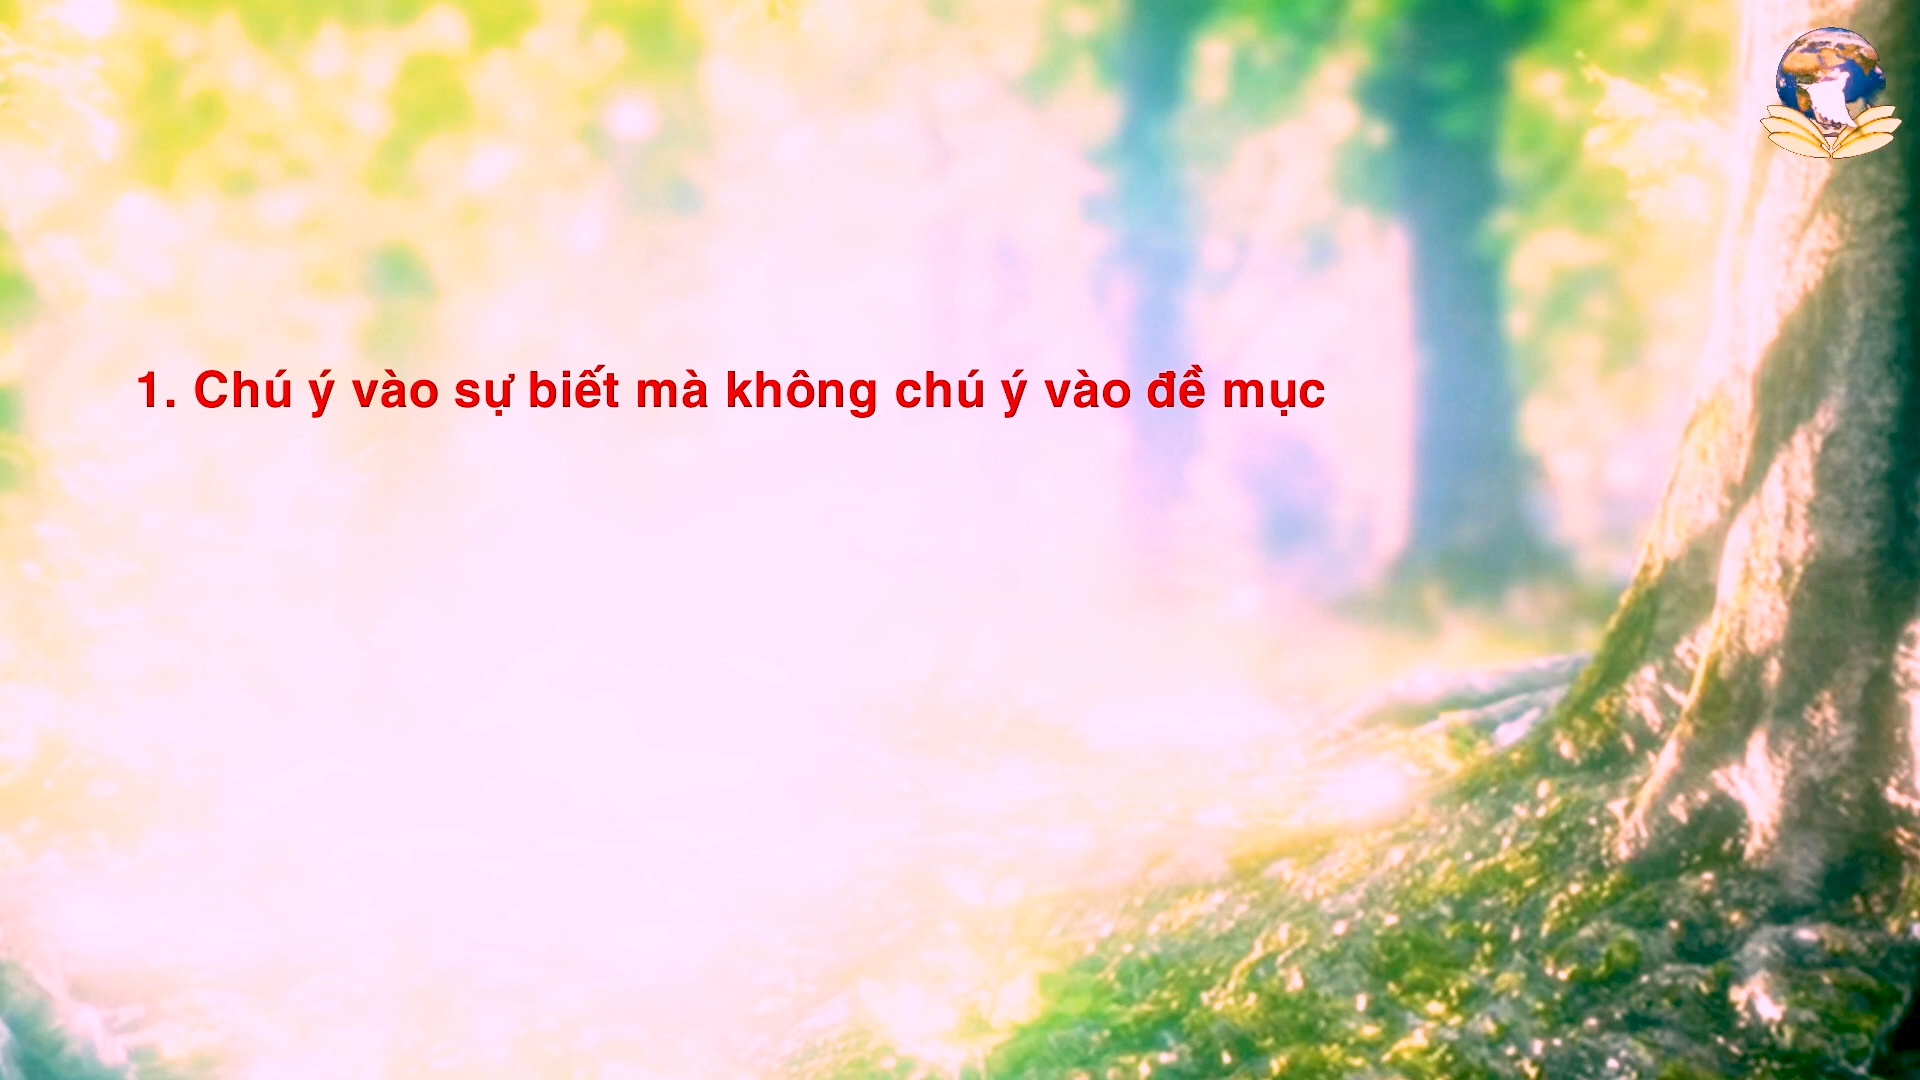 1. Chú ý vào sự biết mà không chú ý vào đề mục